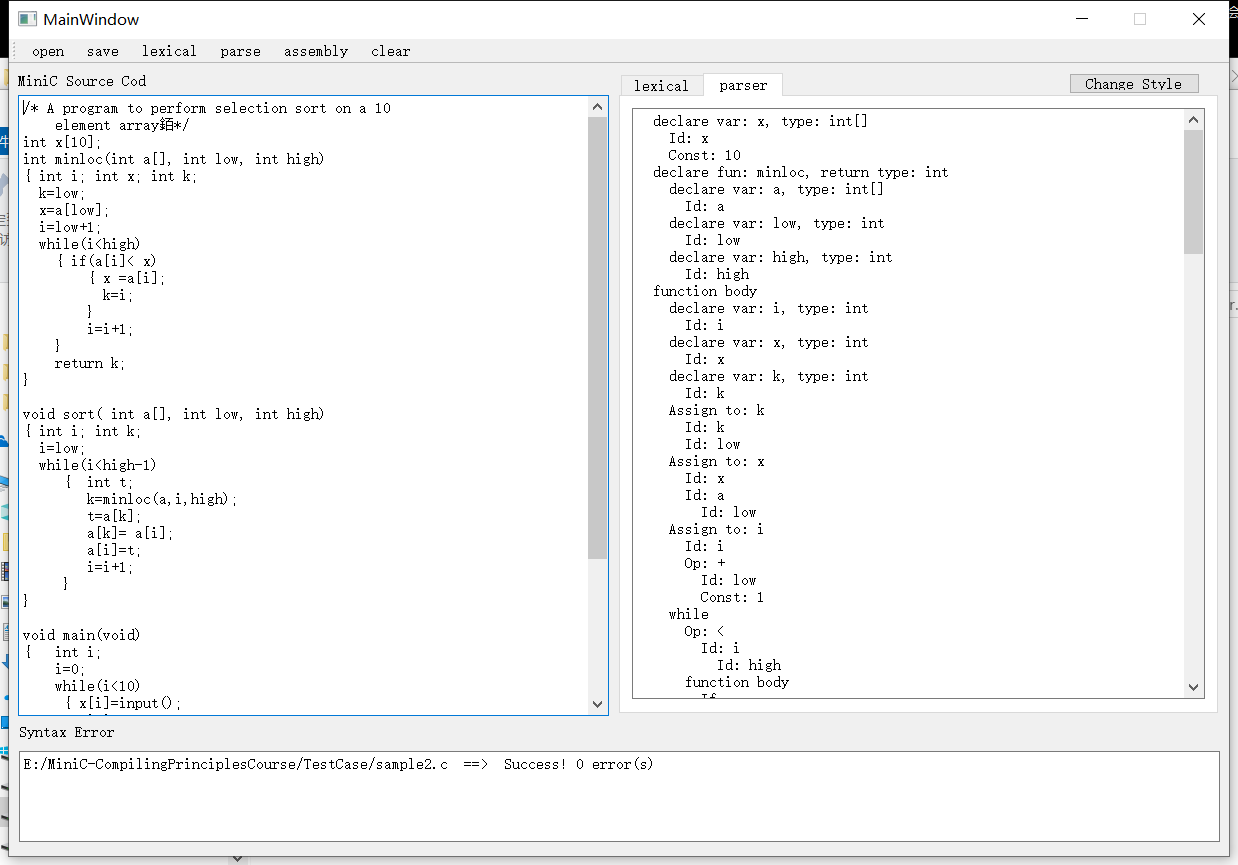 MainWindow
open save lexical parse assembly clear
MiniC Source Cod
/* A program to perform selection sort on a 10
element array銆*/
int x[10];
int minloc(int a[], int low, int high)
{ int i; int x; int k;
k=low;
x=a[low];
i=low+1;
while(i<high)
{ if(a[i]< x)
{ x =a[i];
k=i;
}
i=i+1;
}
return k;
}
void sort( int a[], int low, int high)
{ int i; int k;
i=low;
while(i<high-1)
{ int t;
k=minloc(a,i,high);
t=a[k];
a[k]= a[i];
a[i]=t;
i=i+1;
}
}
void main(void)
{ int i;
i=0;
while(i<10)
{ x[i]=input();
lexical parser
Change Style
declare var: x, type: int[]
Id: x
Const: 10
declare fun: minloc, return type: int
declare var: a, type: int[]
Id: a
declare var: low, type: int
Id: low
declare var: high, type: int
Id: high
function body
declare var: i, type: int
Id: i
declare var: x, type: int
Id: x
declare var: k, type: int
Id: k
Assign to: k
Id: k
Id: low
Assign to: x
Id: x
Id: a
Id: low
Assign to: i
Id: i
Op: +
Id: low
Const: 1
while
Op: <
Id: i
Id: high
function body
If
Syntax Error
E:/MiniC-CompilingPrinciplesCourse/TestCase/sample2.c ==> Success! 0 error(s)